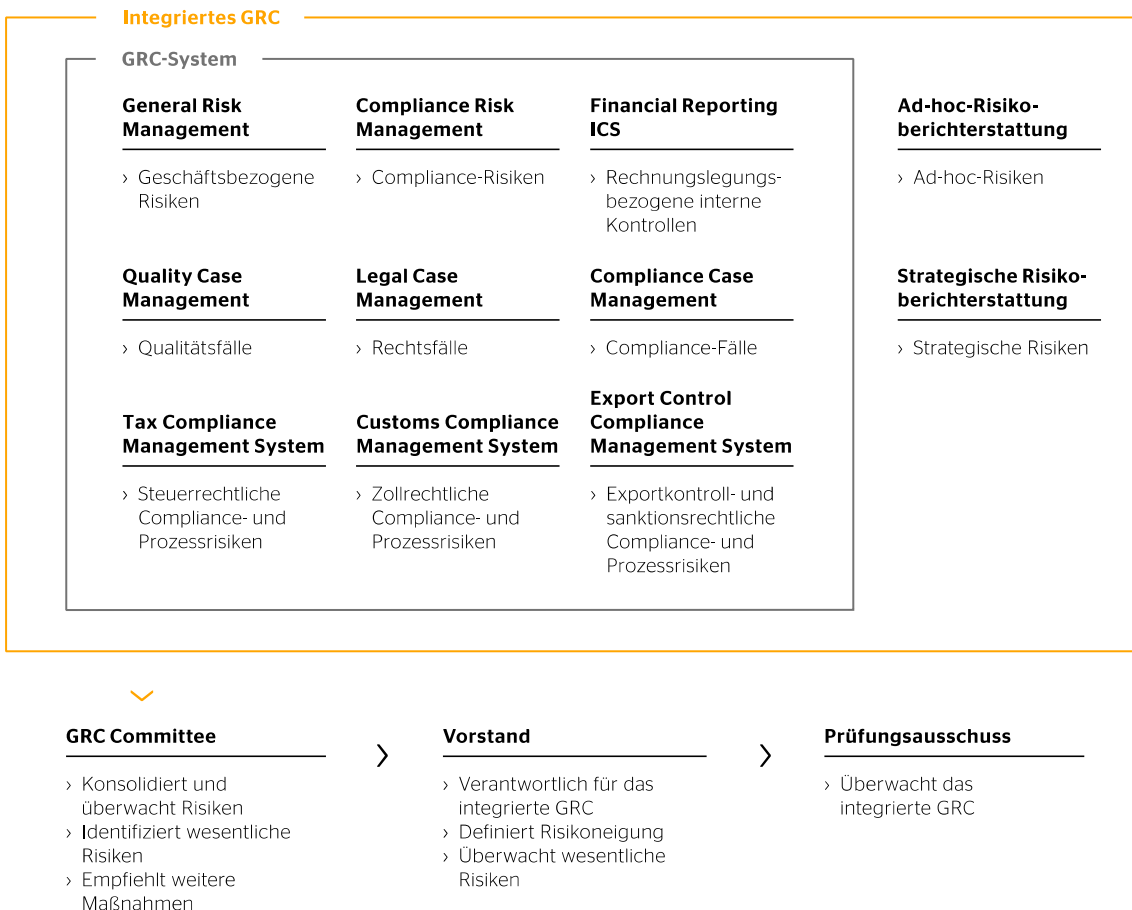 Integriertes GRC
GRC-System
General Risk
Management
› Geschäftsbezogene
Risiken
Compliance Risk
Management
› Compliance-Risiken
Financial Reporting
ICS
› Rechnungslegungs-
bezogene interne
Kontrollen
Ad-hoc-Risiko-
berichterstattung
› Ad-hoc-Risiken
Quality Case
Management
› Qualitätsfälle
Legal Case
Management
› Rechtsfälle
Compliance Case
Management
› Compliance-Fälle
Strategische Risiko-
berichterstattung
› Strategische Risiken
Tax Compliance
Management System
› Steuerrechtliche
Compliance- und
Prozessrisiken
Customs Compliance
Management System
› Zollrechtliche
Compliance- und
Prozessrisiken
Export Control
Compliance
Management System
› Exportkontroll- und
sanktionsrechtliche
Compliance- und
Prozessrisiken
GRC Committee
› Konsolidiert und
überwacht Risiken
› Identifiziert wesentliche
Risiken
› Empfiehlt weitere
Maßnahmen
Vorstand
› Verantwortlich für das
integrierte GRC
› Definiert Risikoneigung
› Überwacht wesentliche
Risiken
Prüfungsausschuss
› Überwacht das
integrierte GRC